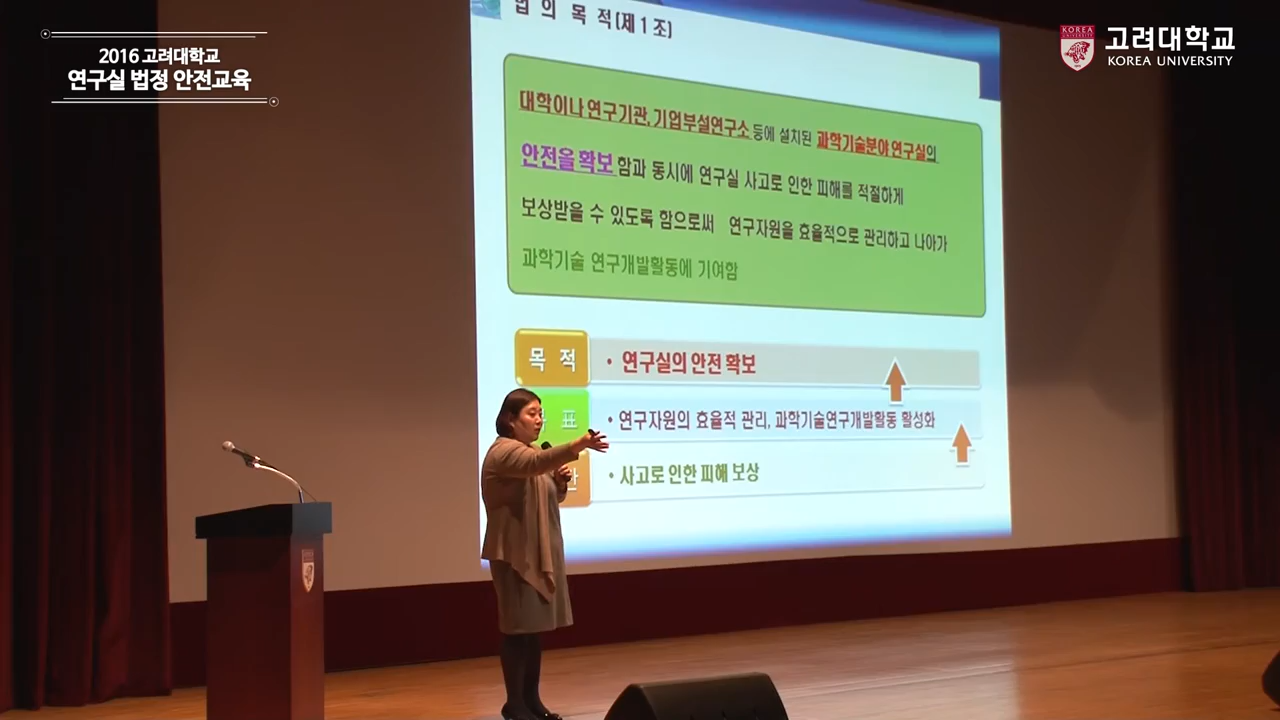 2016 고려대학교
연구실 법정 안전교육
KOREA
UNIVERSITY
고려대학교
KOREA UNIVERSITY
법 의 목 적(제 1 조)
대학이나 연구기관, 기업부설연구소 등에 설치된 과학기술분야 연구실의
안전을 확보 함과 동시에 연구실 사고로 인한 피해를 적절하게
보상받을 수 있도록 함으로써 연구자원을 효율적으로 관리하고 나아가
과학기술 연구개발활동에 기여함
목 적
• 연구실의 안전 확보
표
• 연구자원의 효율적 관리, 과학기술연구개발활동 활성화
• 사고로 인한 피해 보상